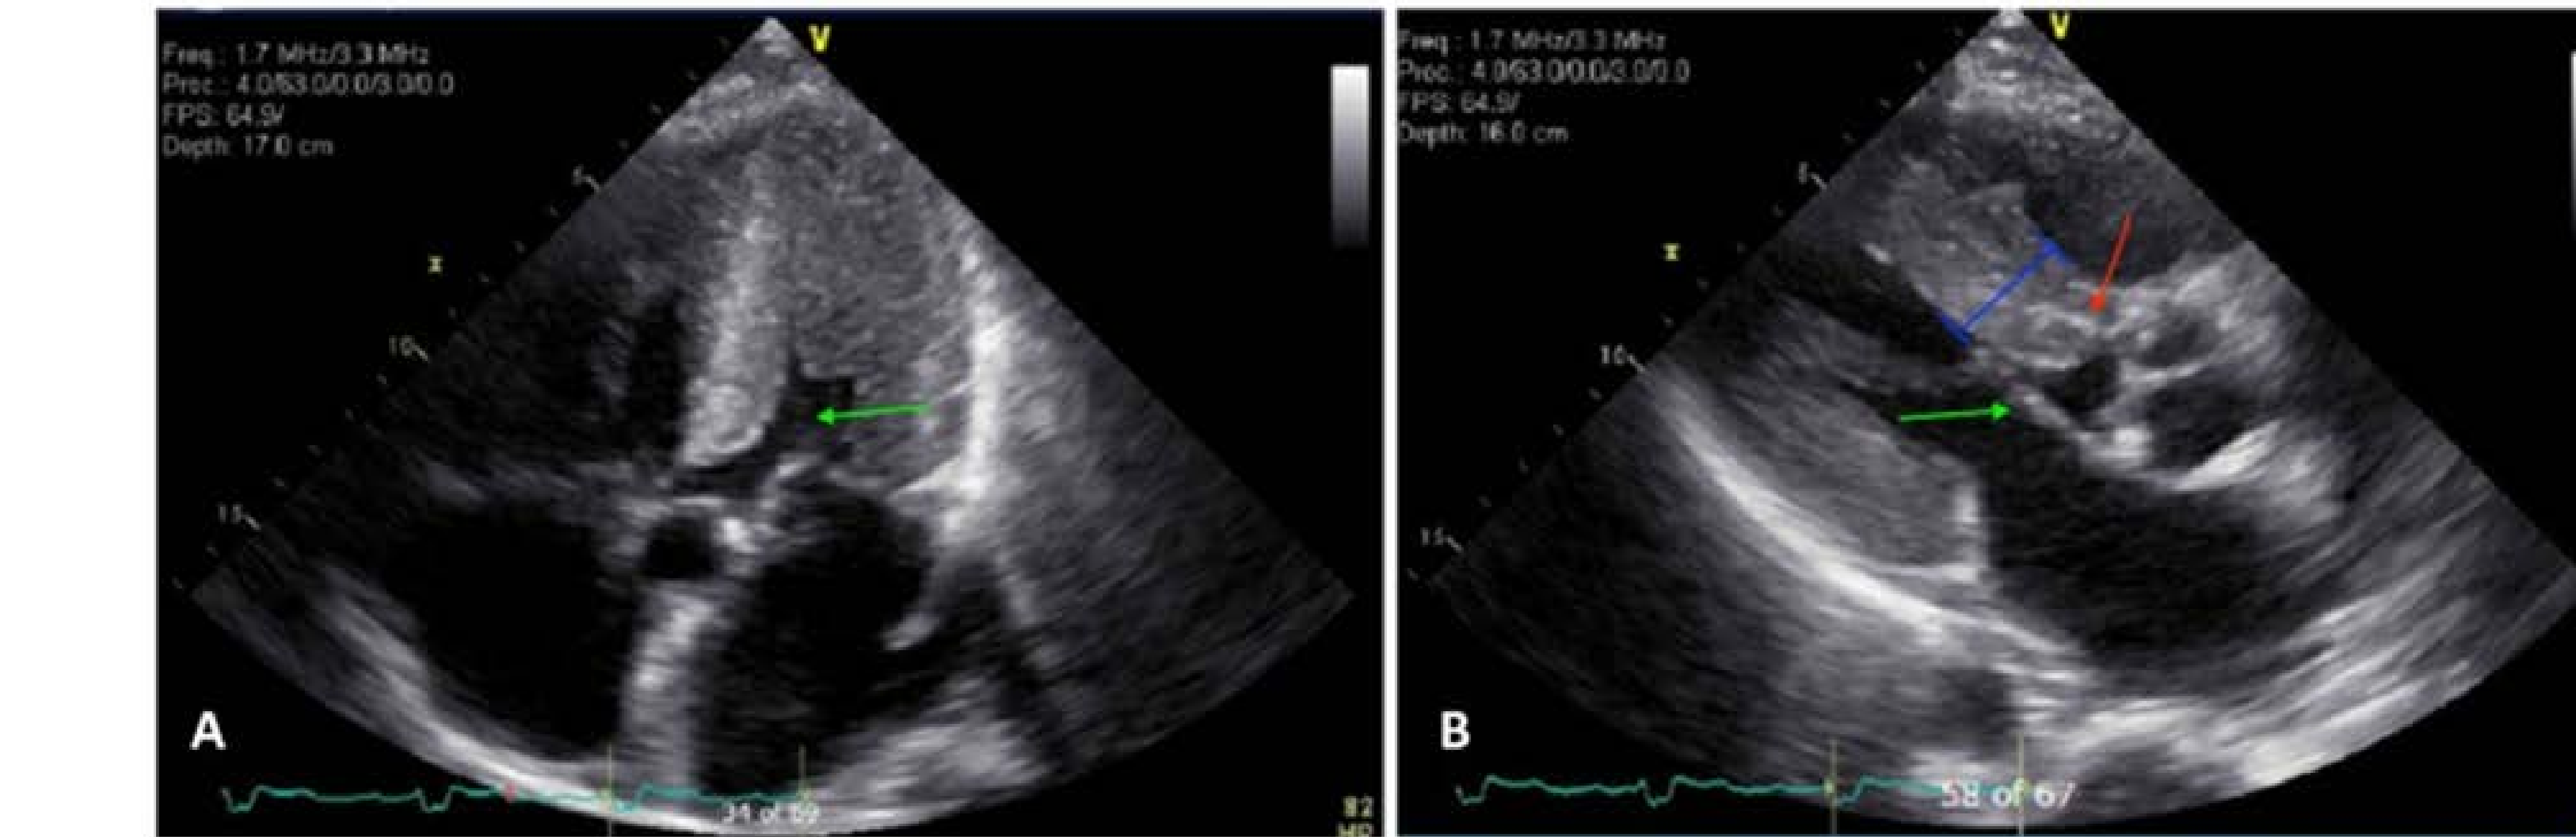 V
Freq.: 1.7 MHz/3.3 MHz
Proc.: 4.0/63.0/0.0/3.0/0.0
FPS: 64.9/
Depth: 17.0 cm
5
10
15
A
34 of 69
82
HR
V
Freq.: 1.7 MHz/3.3 MHz
Proc.: 4.0/63.0/0.0/3.0/0.0
FPS: 64.9/
Depth: 16.0 cm
5
10
15
B
58 of 67